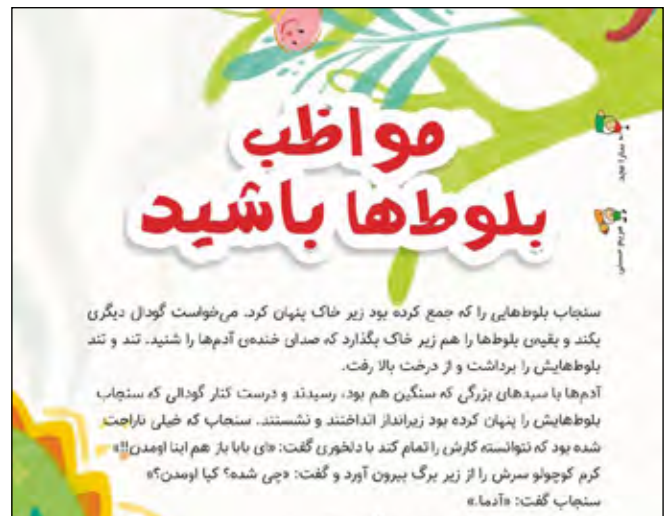 مواظب
بلوط‌ها باشید
سارا مجد
مریم حسنی
سنجاب بلوط‌هایی را که جمع کرده بود زیر خاک پنهان کرد. می‌خواست گودال دیگری
بکند و بقیه‌ی بلوط‌ها را هم زیر خاک بگذارد که صدای خنده‌ی آدم‌ها را شنید. تند و تند
بلوط‌هایش را برداشت و از درخت بالا رفت.
آدم‌ها با سبدهای بزرگی که سنگین هم بود، رسیدند و درست کنار گودالی که سنجاب
بلوط‌هایش را پنهان کرده بود زیرانداز انداختند و نشستند. سنجاب که خیلی ناراحت
شده بود که نتوانسته کارش را تمام کند با دلخوری گفت: «ای بابا باز هم اینا اومدن!!»
کرم کوچولو سرش را از زیر برگ بیرون آورد و گفت: «چی شده؟ کیا اومدن؟»
سنجاب گفت: «آدما.»